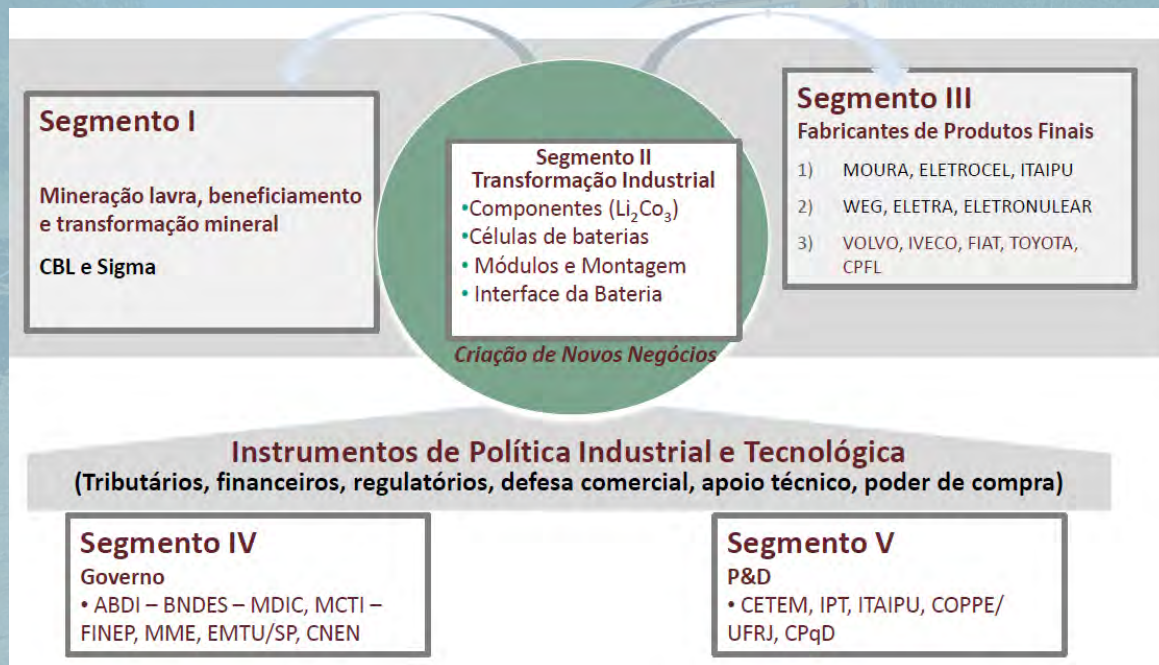 Segmento I
Mineração lavra, beneficiamento
e transformação mineral
CBL e Sigma
Segmento II
Transformação Industrial
•Componentes (Li₂Co₃)
•Células de baterias
• Módulos e Montagem
• Interface da Bateria
Criação de Novos Negócios
Segmento III
Fabricantes de Produtos Finais
1) MOURA, ELETROCEL, ITAIPU
2) WEG, ELETRA, ELETRONULEAR
3) VOLVO, IVECO, FIAT, TOYOTA,
CPFL
Instrumentos de Política Industrial e Tecnológica
(Tributários, financeiros, regulatórios, defesa comercial, apoio técnico, poder de compra)
Segmento IV
Governo
• ABDI – BNDES – MDIC, MCTI –
FINEP, MME, EMTU/SP, CNEN
Segmento V
P&D
• CETEM, IPT, ITAIPU, COPPE/
UFRJ, CPqD